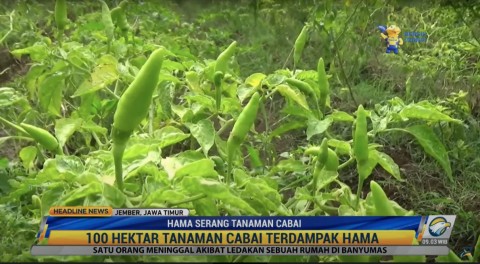 HEADLINE NEWS JEMBER, JAWA TIMUR
HAMA SERANG TANAMAN CABAI
100 HEKTAR TANAMAN CABAI TERDAMPAK HAMA
SATU ORANG MENINGGAL AKIBAT LEDAKAN SEBUAH RUMAH DI BANYUMAS